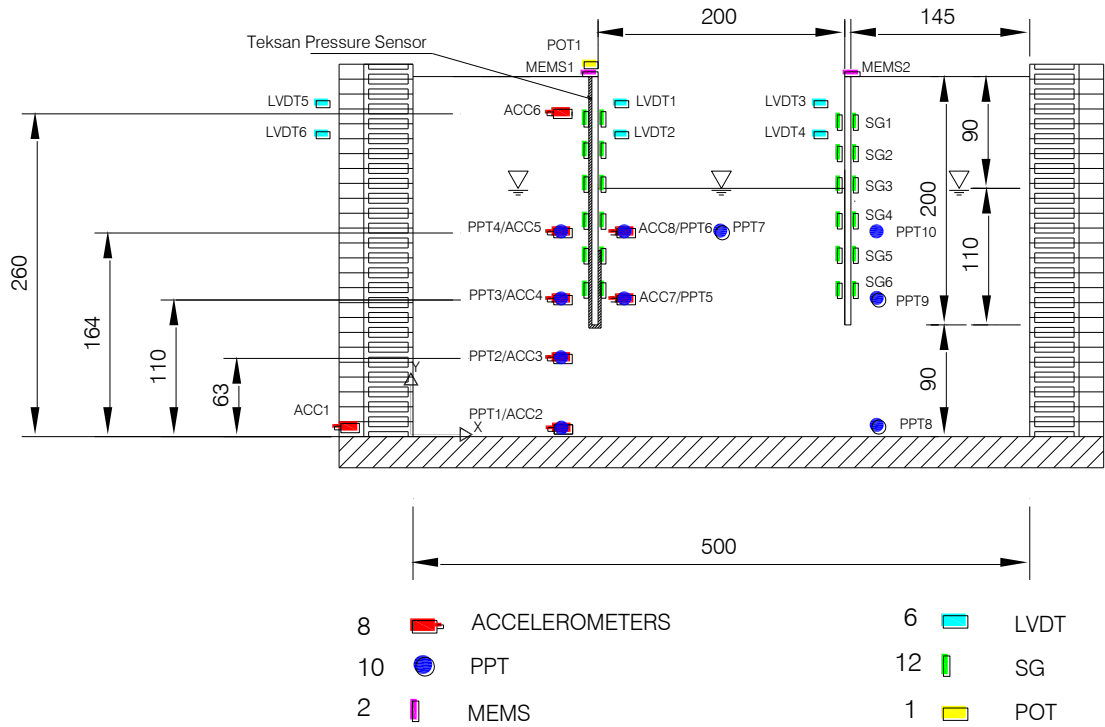 200
145
POT1
Teksan Pressure Sensor
MEMS1
MEMS2
LVDT5
ACC6
LVDT1
LVDT3
LVDT6
LVDT2
LVDT4
SG1
SG2
SG3
SG4
SG5
SG6
90
200
110
90
260
164
110
63
PPT4/ACC5
ACC8/PPT6
PPT7
PPT10
PPT3/ACC4
ACC7/PPT5
PPT9
PPT2/ACC3
Y
ACC1
PPT1/ACC2
X
PPT8
500
8 ACCELEROMETERS
10 PPT
2 MEMS
6 LVDT
12 SG
1 POT